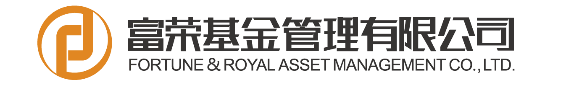 富荣基金管理有限公司
FORTUNE & ROYAL ASSET MANAGEMENT CO., LTD.